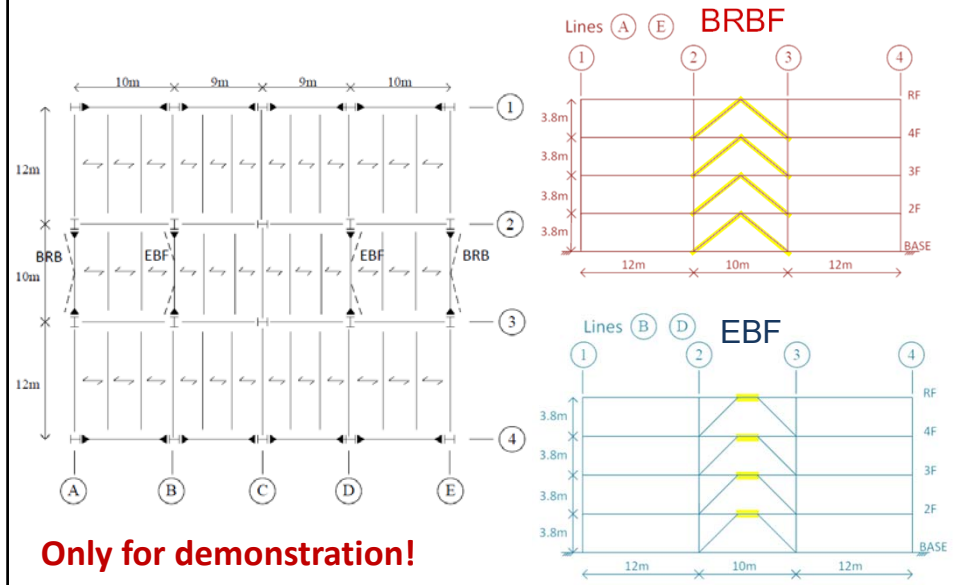 10m 9m 9m 10m
1
12m
2
BRB EBF EBF BRB
10m
3
12m
4
A B C D E
Only for demonstration!
Lines A E BRBF
1 2 3 4
RF
3.8m
4F
3.8m
3F
3.8m
2F
3.8m
BASE
12m 10m 12m
Lines B D EBF
1 2 3 4
RF
3.8m
4F
3.8m
3F
3.8m
2F
3.8m
BASE
12m 10m 12m